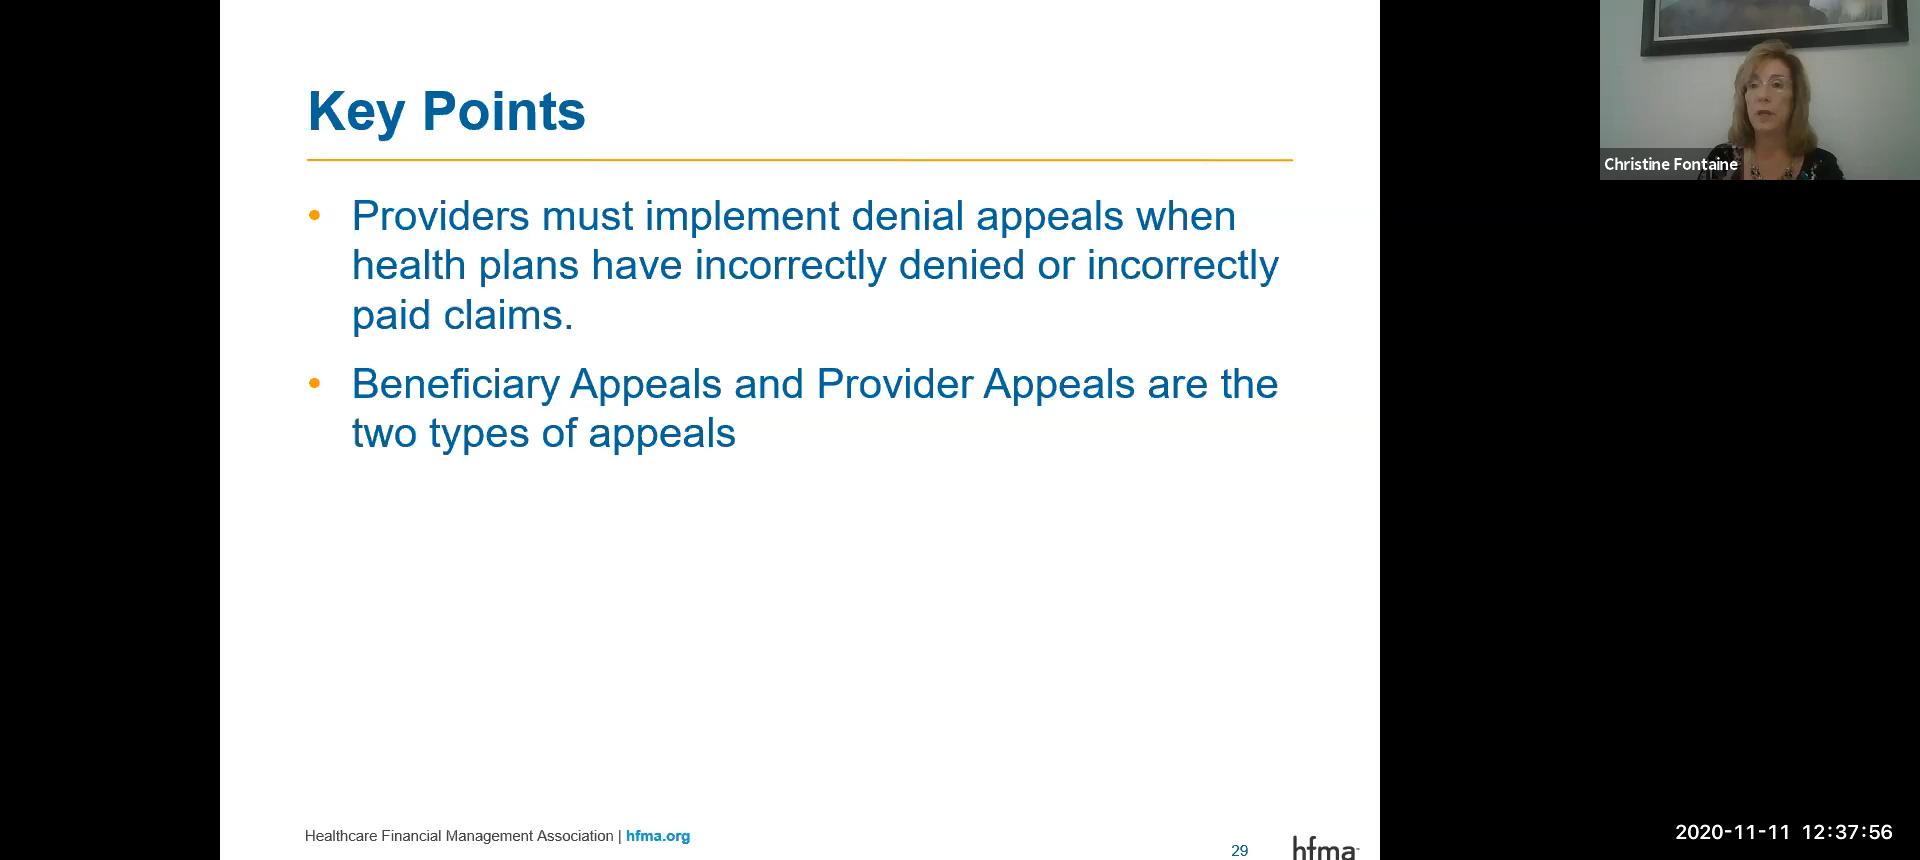 Key Points
• Providers must implement denial appeals when
health plans have incorrectly denied or incorrectly
paid claims.
• Beneficiary Appeals and Provider Appeals are the
two types of appeals
Healthcare Financial Management Association | hfma.org
29
hfma™
Christine Fontaine
2020-11-11 12:37:56